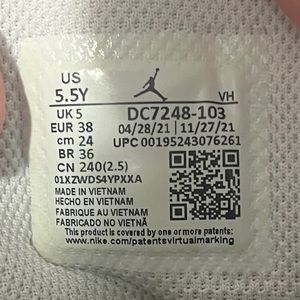 US
5.5Y VH
UK 5 DC7248-103
EUR 38 04/28/21 | 11/27/21
cm 24 UPC 00195243076261
BR 36
CN 240(2.5)
01XZWDS4YPXXA
MADE IN VIETNAM
HECHO EN VIETNAM
FABRIQUE AU VIETNAM
FABRICADO NO VIETNÃ
This product is covered by
one or more patents. See
www.nike.com/patentsvirtualmarking